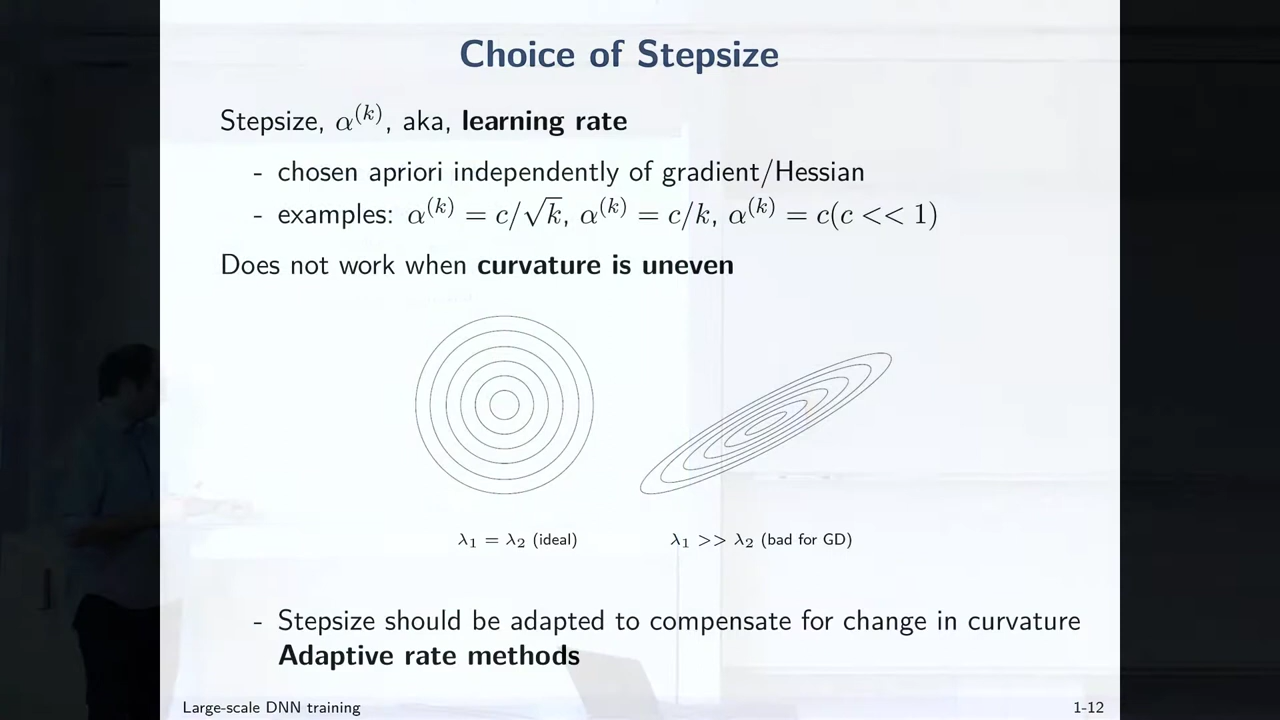 Choice of Stepsize
Stepsize, α^(k), aka, learning rate
- chosen apriori independently of gradient/Hessian
- examples: α^(k) = c/√k, α^(k) = c/k, α^(k) = c(c << 1)
Does not work when curvature is uneven
λ₁ = λ₂ (ideal)
λ₁ >> λ₂ (bad for GD)
- Stepsize should be adapted to compensate for change in curvature
Adaptive rate methods
Large-scale DNN training
1-12